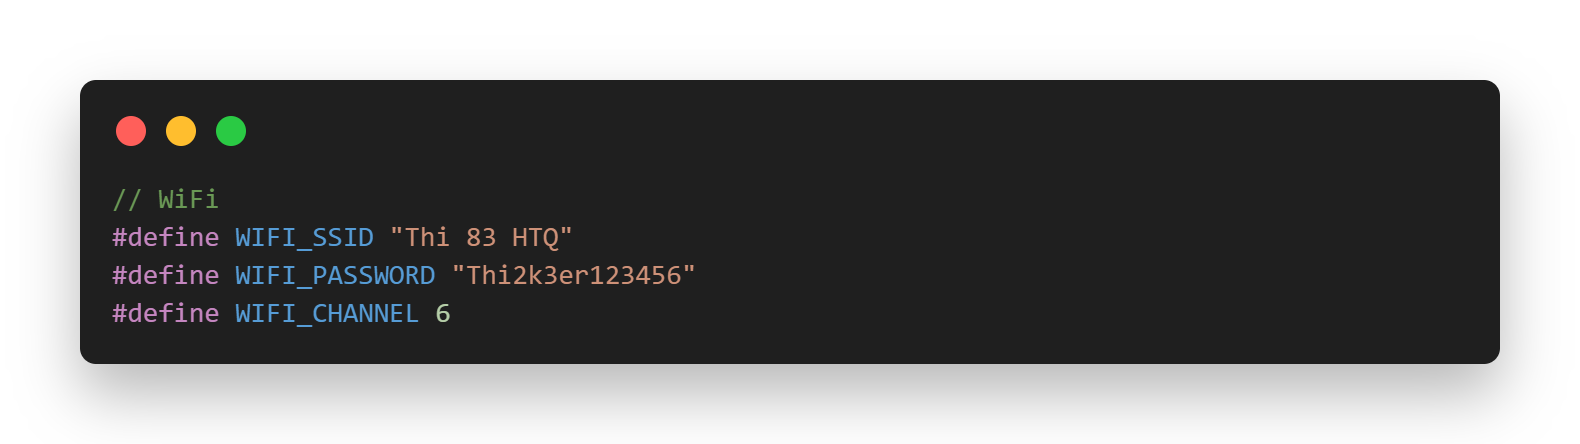 // WiFi
#define WIFI_SSID "Thi 83 HTQ"
#define WIFI_PASSWORD "Thi2k3er123456"
#define WIFI_CHANNEL 6